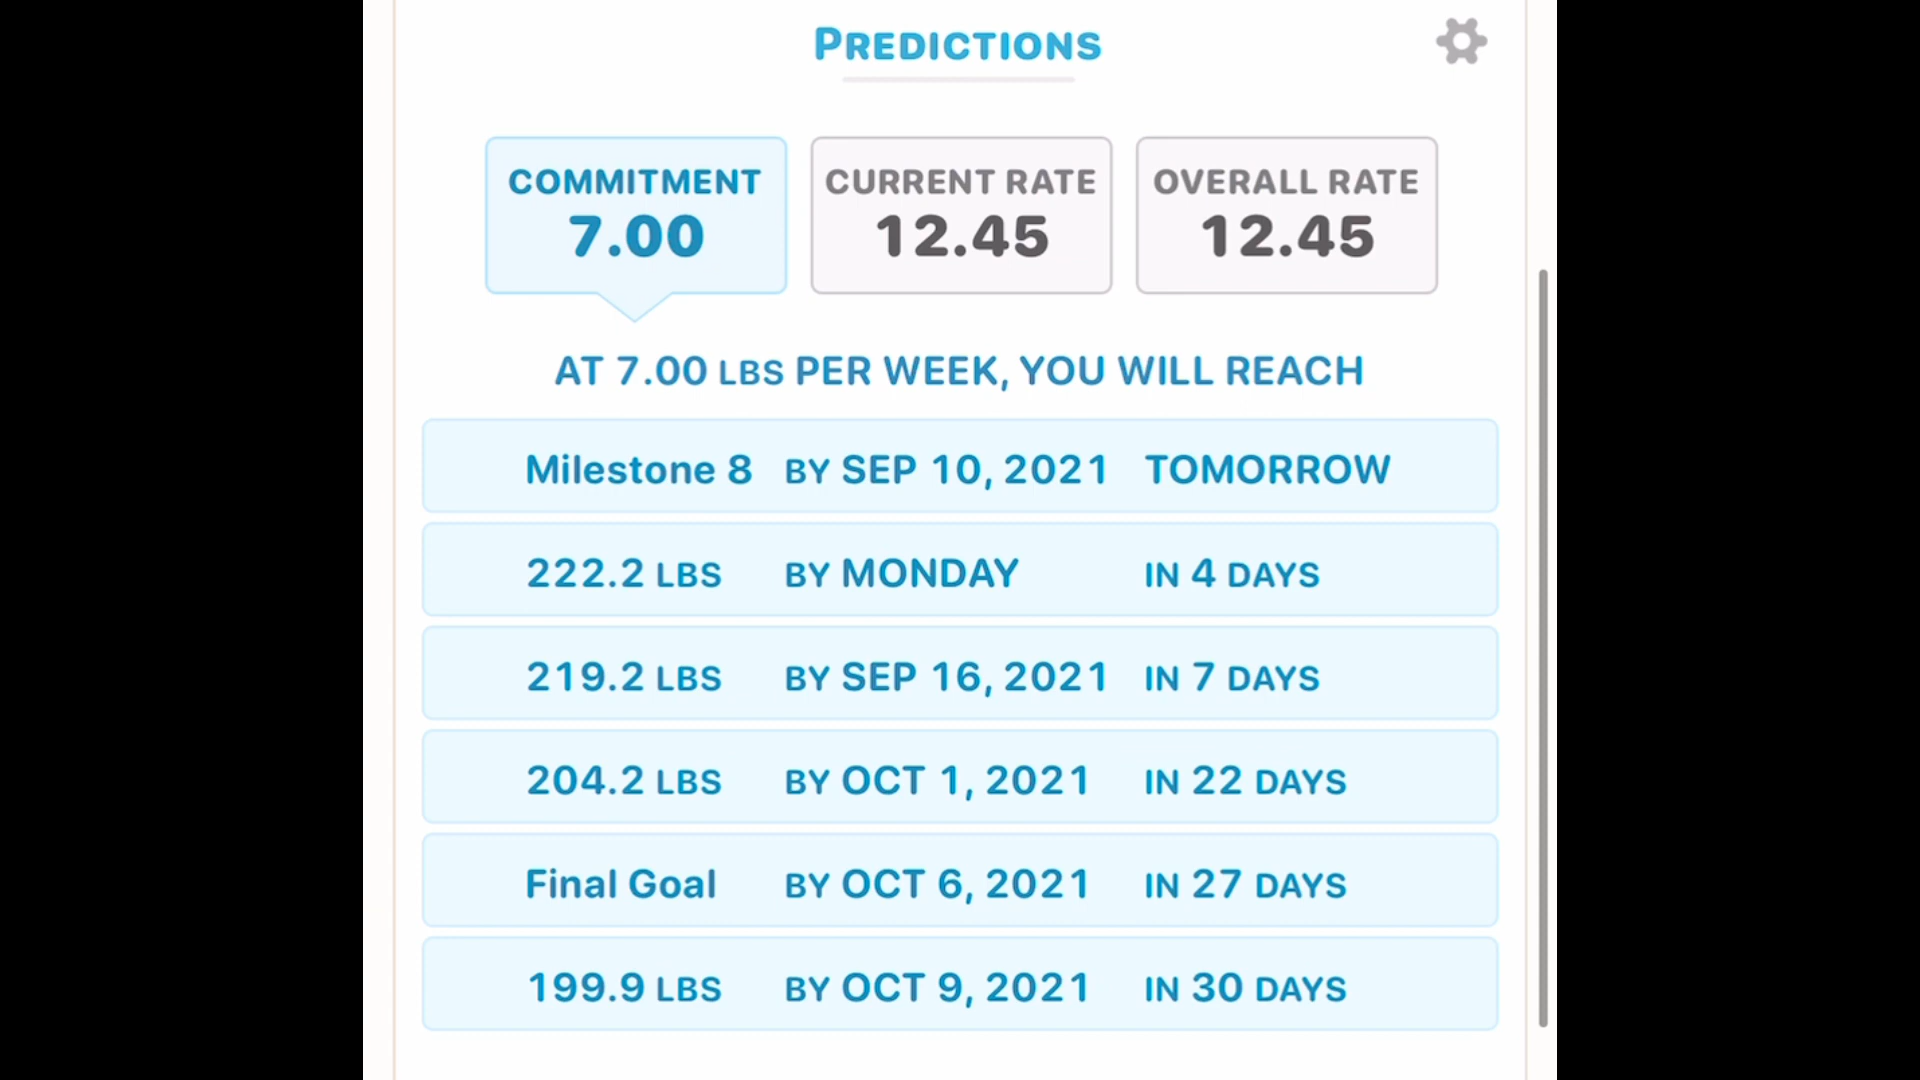 PREDICTIONS
COMMITMENT
7.00
CURRENT RATE
12.45
OVERALL RATE
12.45
AT 7.00 LBS PER WEEK, YOU WILL REACH
Milestone 8 BY SEP 10, 2021 TOMORROW
222.2 LBS BY MONDAY IN 4 DAYS
219.2 LBS BY SEP 16, 2021 IN 7 DAYS
204.2 LBS BY OCT 1, 2021 IN 22 DAYS
Final Goal BY OCT 6, 2021 IN 27 DAYS
199.9 LBS BY OCT 9, 2021 IN 30 DAYS